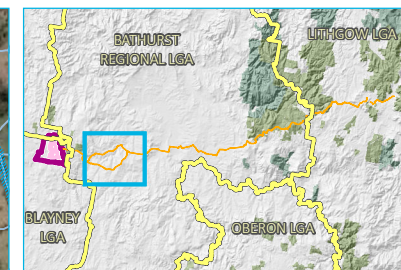 BATHURST
REGIONAL LGA
LITHGOW LGA
BLAYNEY
LGA
OBERON LGA